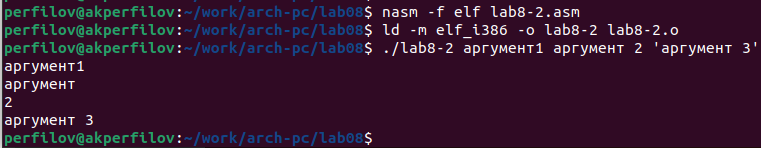 perfilov@akperfilov:~/work/arch-pc/lab08$ nasm -f elf lab8-2.asm
perfilov@akperfilov:~/work/arch-pc/lab08$ ld -m elf_i386 -o lab8-2 lab8-2.o
perfilov@akperfilov:~/work/arch-pc/lab08$ ./lab8-2 аргумент1 аргумент 2 'аргумент 3'
аргумент1
аргумент
2
аргумент 3
perfilov@akperfilov:~/work/arch-pc/lab08$